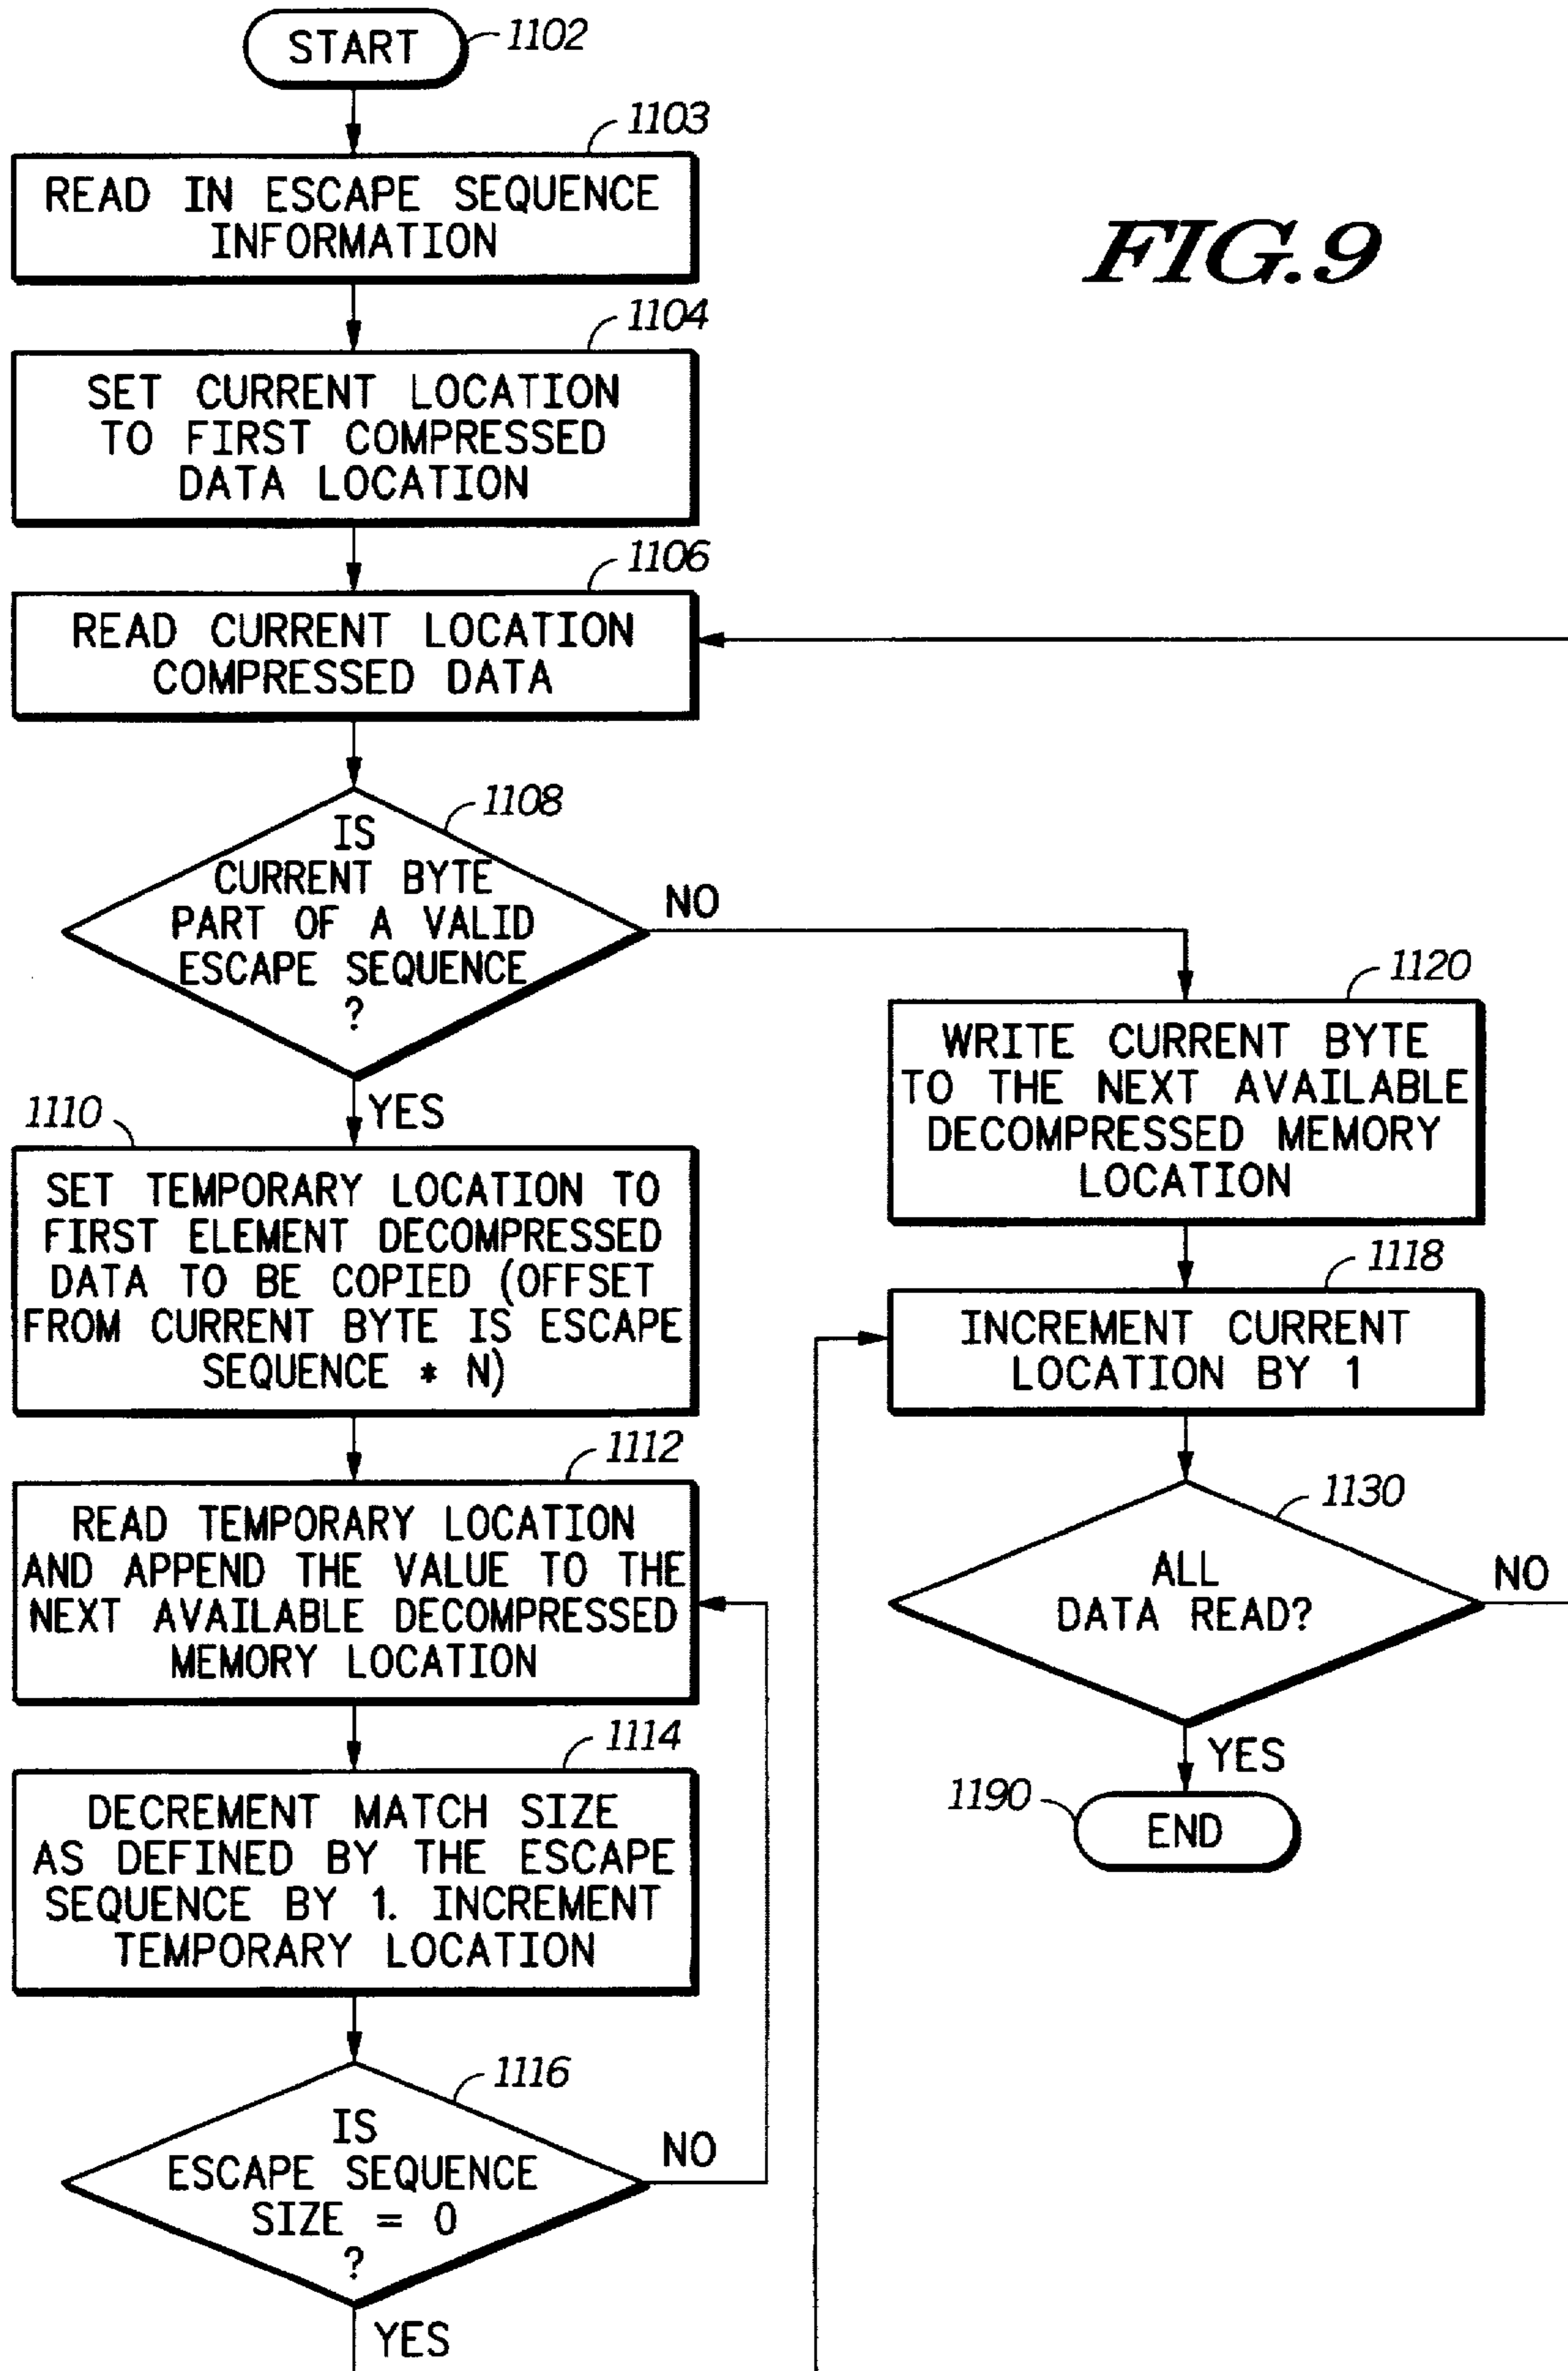 START
1102
1103
READ IN ESCAPE SEQUENCE
INFORMATION
FIG.9
1104
SET CURRENT LOCATION
TO FIRST COMPRESSED
DATA LOCATION
1106
READ CURRENT LOCATION
COMPRESSED DATA
1108
IS
CURRENT BYTE
PART OF A VALID
ESCAPE SEQUENCE
?
NO
YES
1110
SET TEMPORARY LOCATION TO
FIRST ELEMENT DECOMPRESSED
DATA TO BE COPIED (OFFSET
FROM CURRENT BYTE IS ESCAPE
SEQUENCE * N)
1112
READ TEMPORARY LOCATION
AND APPEND THE VALUE TO THE
NEXT AVAILABLE DECOMPRESSED
MEMORY LOCATION
1114
DECREMENT MATCH SIZE
AS DEFINED BY THE ESCAPE
SEQUENCE BY 1. INCREMENT
TEMPORARY LOCATION
1116
IS
ESCAPE SEQUENCE
SIZE = 0
?
NO
YES
1120
WRITE CURRENT BYTE
TO THE NEXT AVAILABLE
DECOMPRESSED MEMORY
LOCATION
1118
INCREMENT CURRENT
LOCATION BY 1
1130
ALL
DATA READ?
NO
YES
1190
END